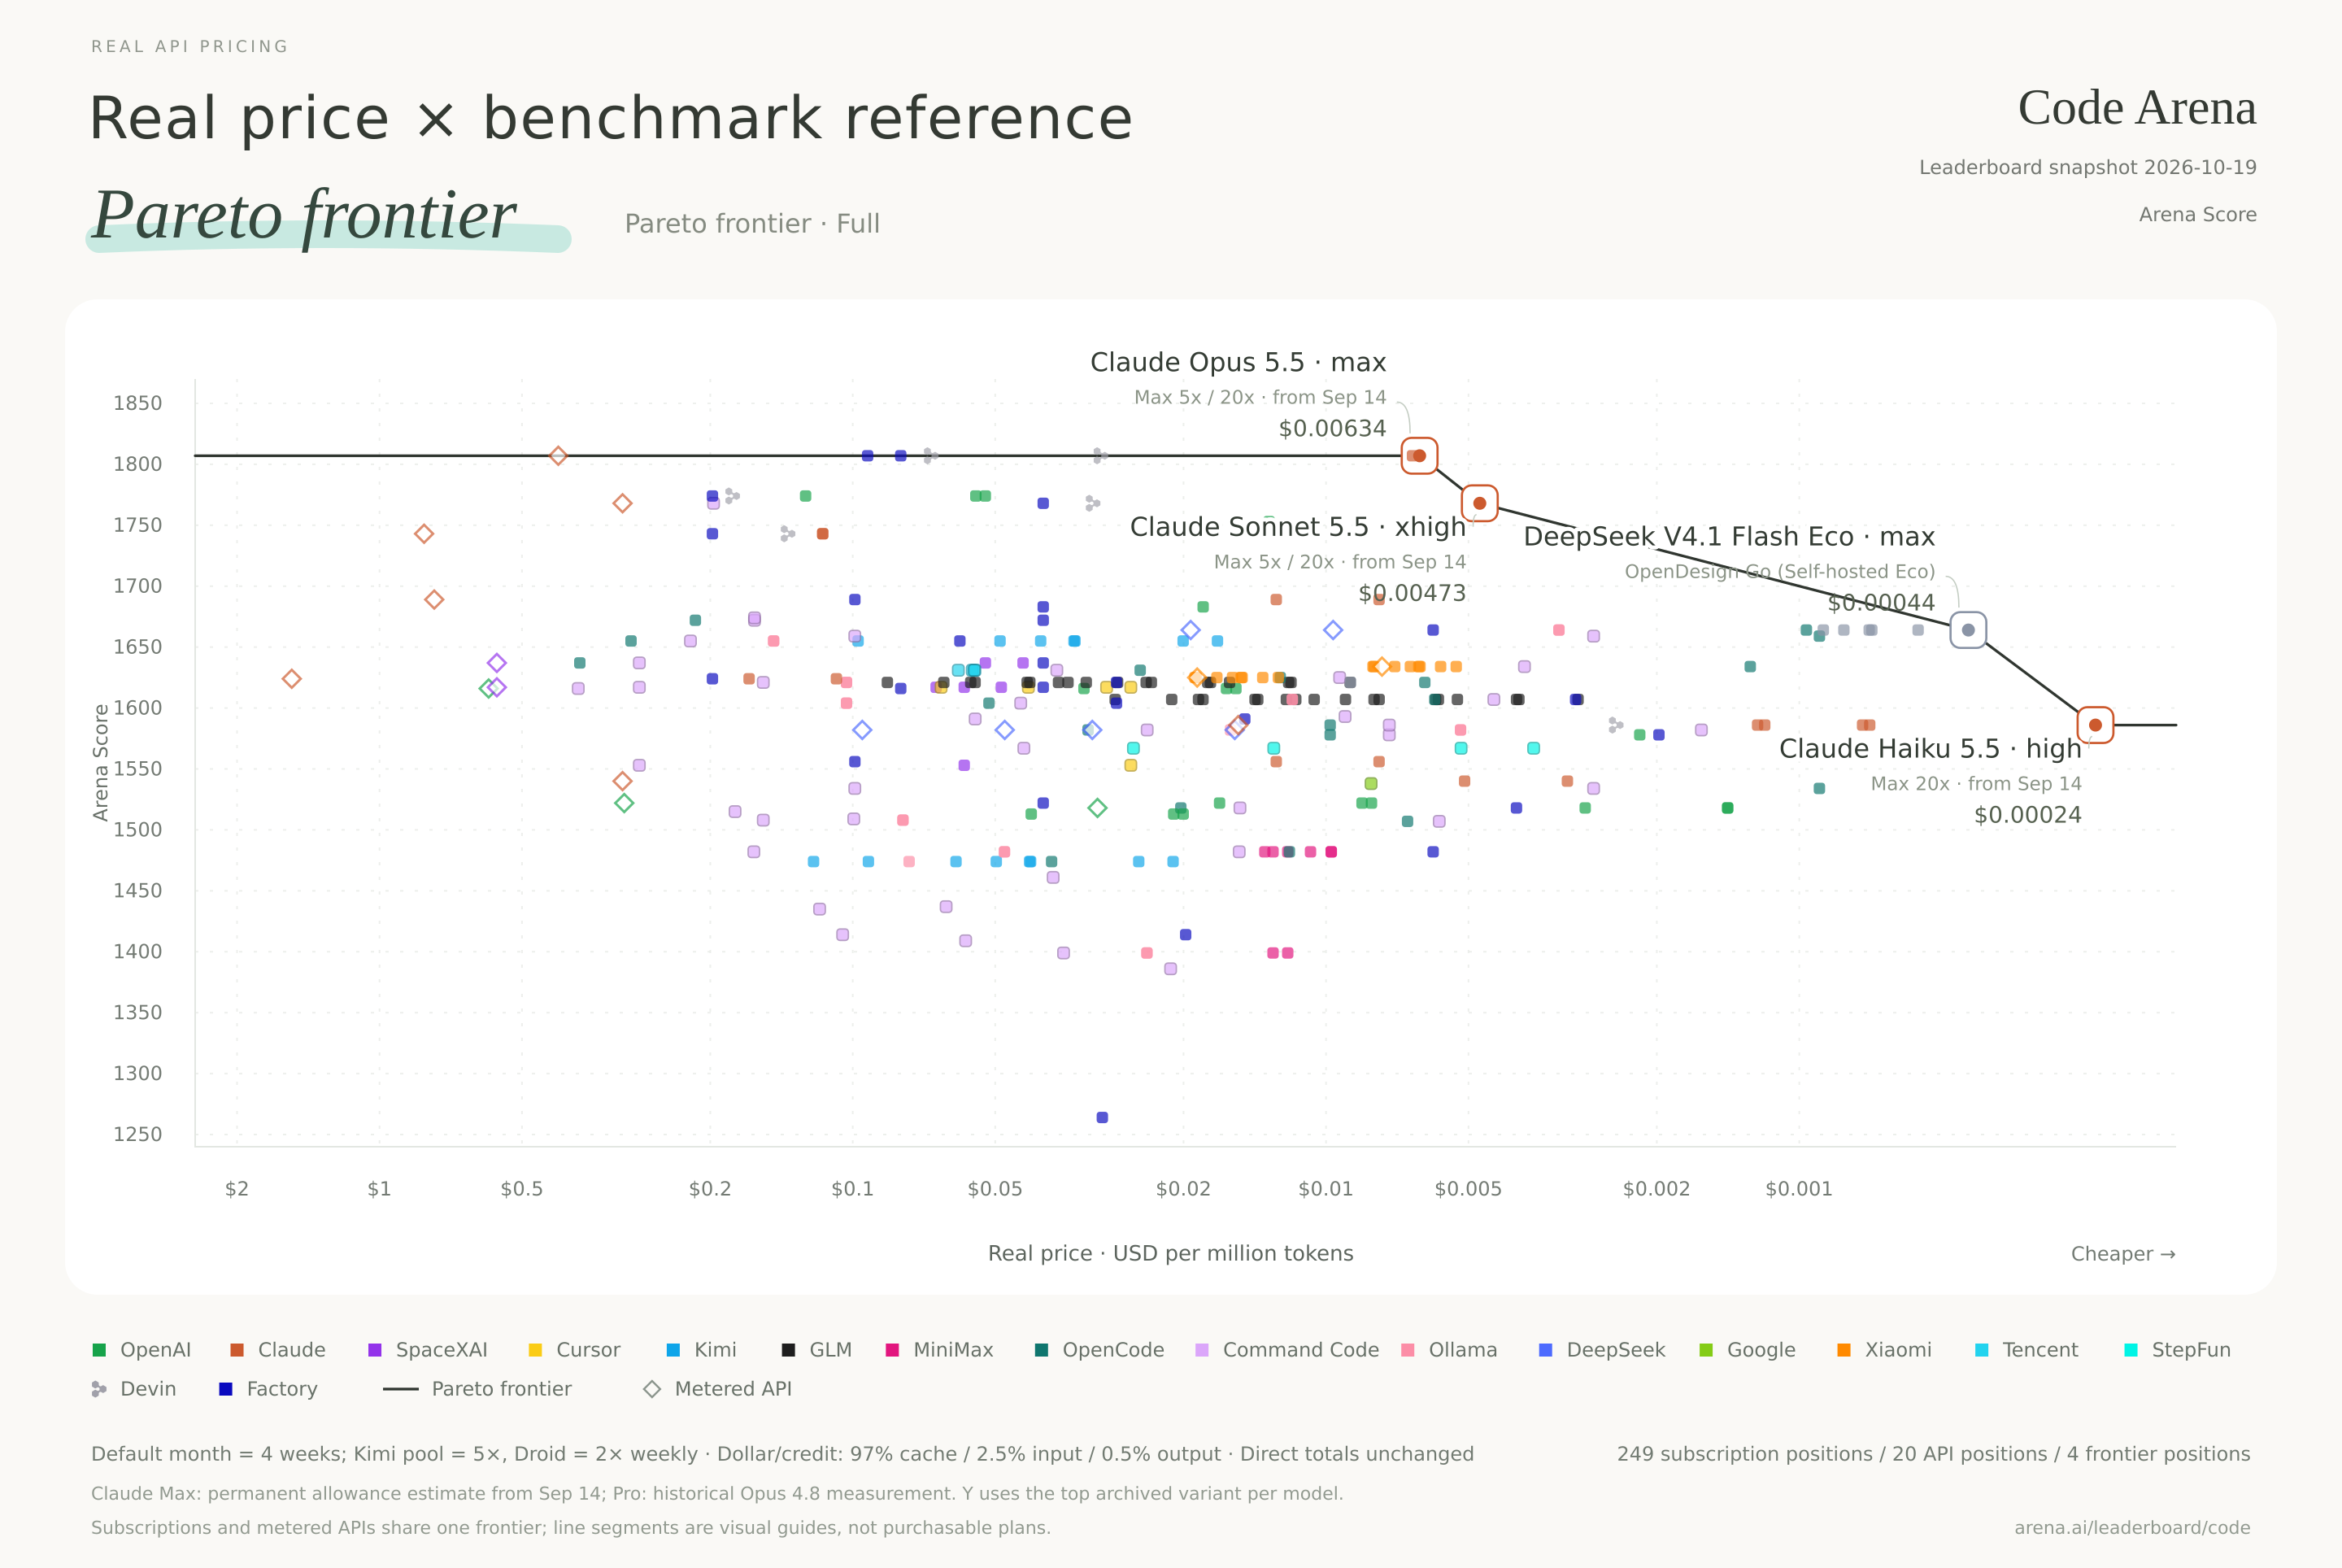 REAL API PRICING
Real price × benchmark reference
Pareto frontier
Pareto frontier · Full
Code Arena
Leaderboard snapshot 2026-10-19
Arena Score
Claude Opus 5.5 · max
Max 5x / 20x · from Sep 14
$0.00634
Claude Sonnet 5.5 · xhigh
Max 5x / 20x · from Sep 14
$0.00473
DeepSeek V4.1 Flash Eco · max
OpenDesign Go (Self-hosted Eco)
$0.00044
Claude Haiku 5.5 · high
Max 20x · from Sep 14
$0.00024
Arena Score
1850
1800
1750
1700
1650
1600
1550
1500
1450
1400
1350
1300
1250
$2 $1 $0.5 $0.2 $0.1 $0.05 $0.02 $0.01 $0.005 $0.002 $0.001
Real price · USD per million tokens
Cheaper →
OpenAI Claude SpaceXAI Cursor Kimi GLM MiniMax OpenCode Command Code Ollama DeepSeek Google Xiaomi Tencent StepFun
Devin Factory Pareto frontier Metered API
Default month = 4 weeks; Kimi pool = 5×, Droid = 2× weekly · Dollar/credit: 97% cache / 2.5% input / 0.5% output · Direct totals unchanged
249 subscription positions / 20 API positions / 4 frontier positions
Claude Max: permanent allowance estimate from Sep 14; Pro: historical Opus 4.8 measurement. Y uses the top archived variant per model.
Subscriptions and metered APIs share one frontier; line segments are visual guides, not purchasable plans.
arena.ai/leaderboard/code